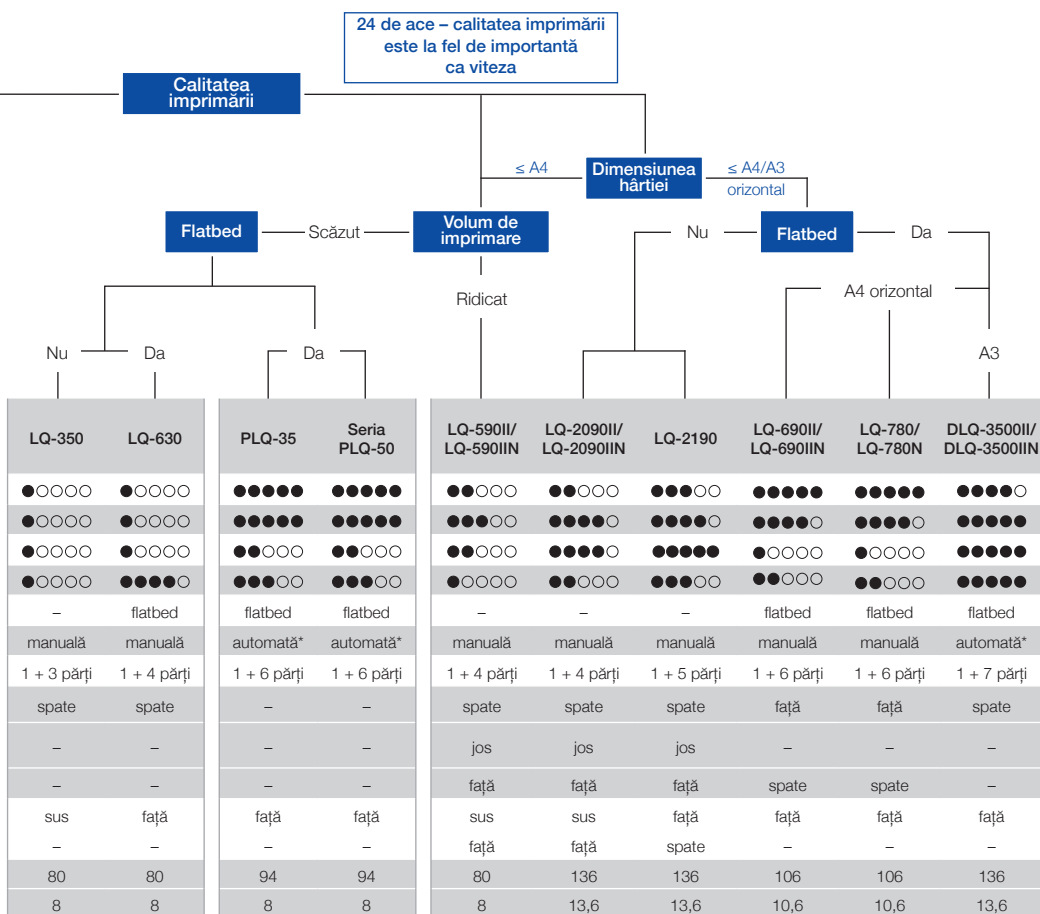 24 de ace – calitatea imprimării
este la fel de importantă
ca viteza
Calitatea
imprimării
≤ A4
Dimensiunea
hârtiei
≤ A4/A3
orizontal
Flatbed
Scăzut
Volum de
imprimare
Nu
Flatbed
Da
Ridicat
A4 orizontal
Nu
Da
Da
A3
LQ-350
LQ-630
PLQ-35
Seria
PLQ-50
LQ-590II/
LQ-590IIN
LQ-2090II/
LQ-2090IIN
LQ-2190
LQ-690II/
LQ-690IIN
LQ-780/
LQ-780N
DLQ-3500II/
DLQ-3500IIN
– flatbed flatbed flatbed – – – flatbed flatbed flatbed
manuală manuală automată* automată* manuală manuală manuală manuală manuală automată*
1 + 3 părți 1 + 4 părți 1 + 6 părți 1 + 6 părți 1 + 4 părți 1 + 4 părți 1 + 5 părți 1 + 6 părți 1 + 6 părți 1 + 7 părți
spate spate – – spate spate spate față față spate
– – – – jos jos jos – – –
– – – – față față față spate spate –
sus față față față sus sus față față față față
– – – – față față spate – – –
80 80 94 94 80 136 136 106 106 136
8 8 8 8 8 13,6 13,6 10,6 10,6 13,6